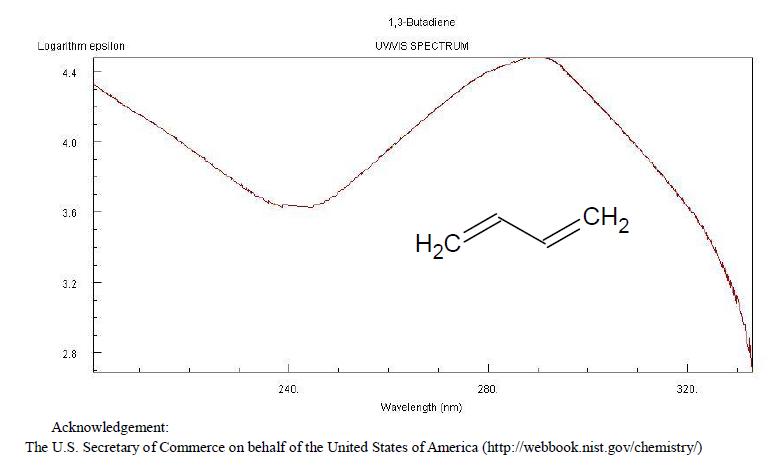 1,3-Butadiene
Logarithm epsilon
UV/VIS SPECTRUM
4.4
4.0
3.6
3.2
2.8
H₂C
CH₂
240.
280.
320.
Wavelength (nm)
Acknowledgement:
The U.S. Secretary of Commerce on behalf of the United States of America (http://webbook.nist.gov/chemistry/)